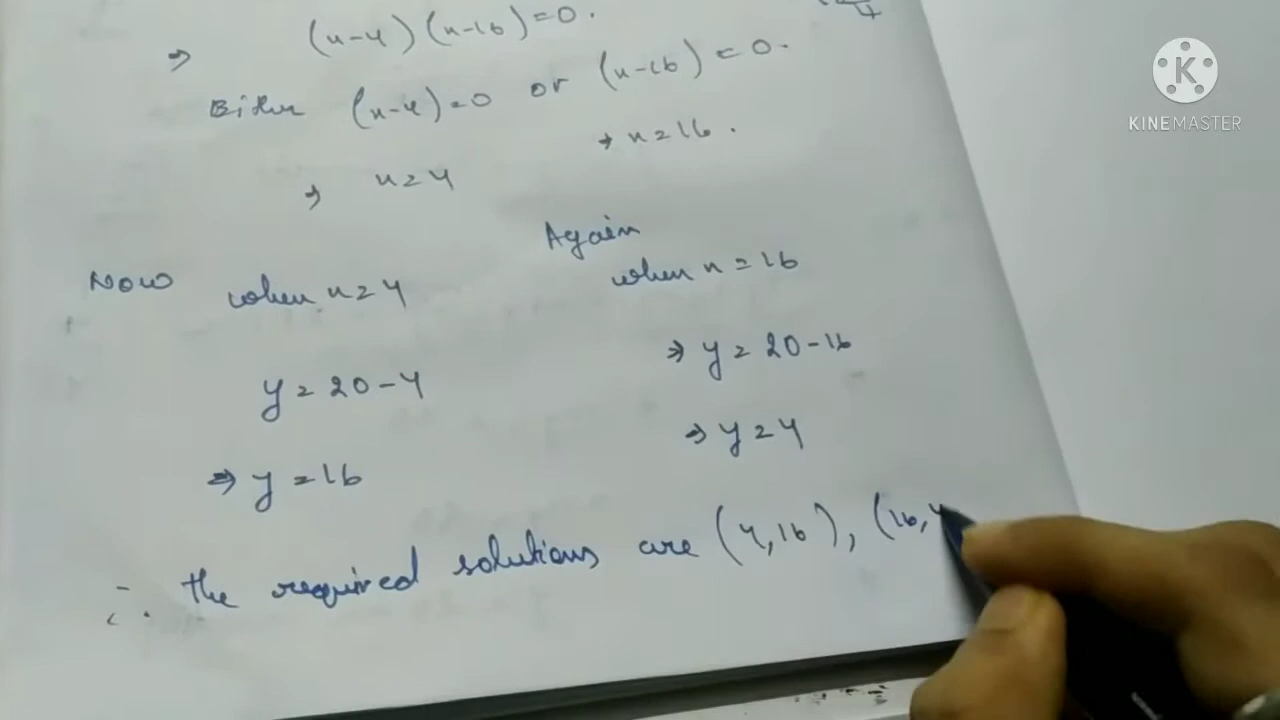 ⇒ (x-4) (x-16) = 0.
Either (x-4) = 0 or (x-16) = 0.
⇒ x = 4
⇒ x = 16.
Now when x = 4
y = 20 - 4
⇒ y = 16
Again
when x = 16
⇒ y = 20 - 16
⇒ y = 4
∴ the required solutions are (4,16), (16,4
KINEMASTER